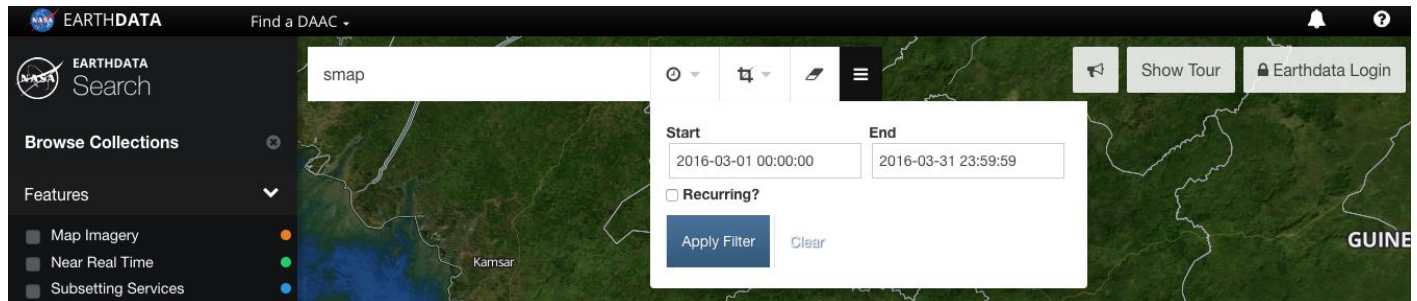 NASA EARTHDATA Find a DAAC
NASA EARTHDATA
Search
smap
Show Tour Earthdata Login
Browse Collections
Start End
2016-03-01 00:00:00 2016-03-31 23:59:59
Recurring?
Features
Apply Filter Clear
Map Imagery
Near Real Time
Subsetting Services
Kamsar
GUINE